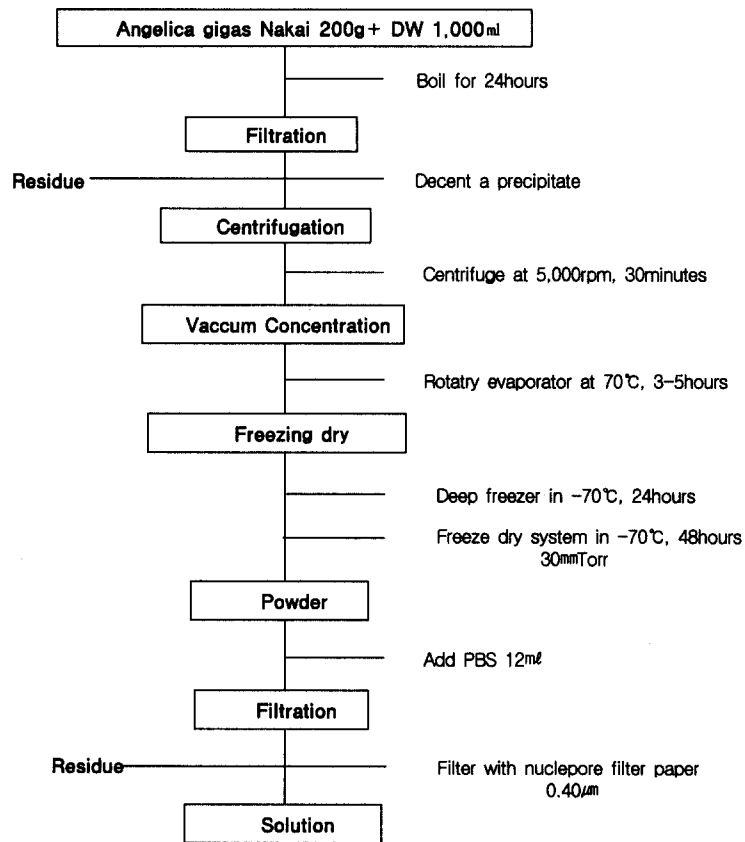 Angelica gigas Nakai 200g+ DW 1,000㎖
Boil for 24hours
Filtration
Residue
Decent a precipitate
Centrifugation
Centrifuge at 5,000rpm, 30minutes
Vaccum Concentration
Rotatry evaporator at 70℃, 3-5hours
Freezing dry
Deep freezer in -70℃, 24hours
Freeze dry system in -70℃, 48hours
30mmTorr
Powder
Add PBS 12㎖
Filtration
Residue
Filter with nuclepore filter paper
0.40㎛
Solution